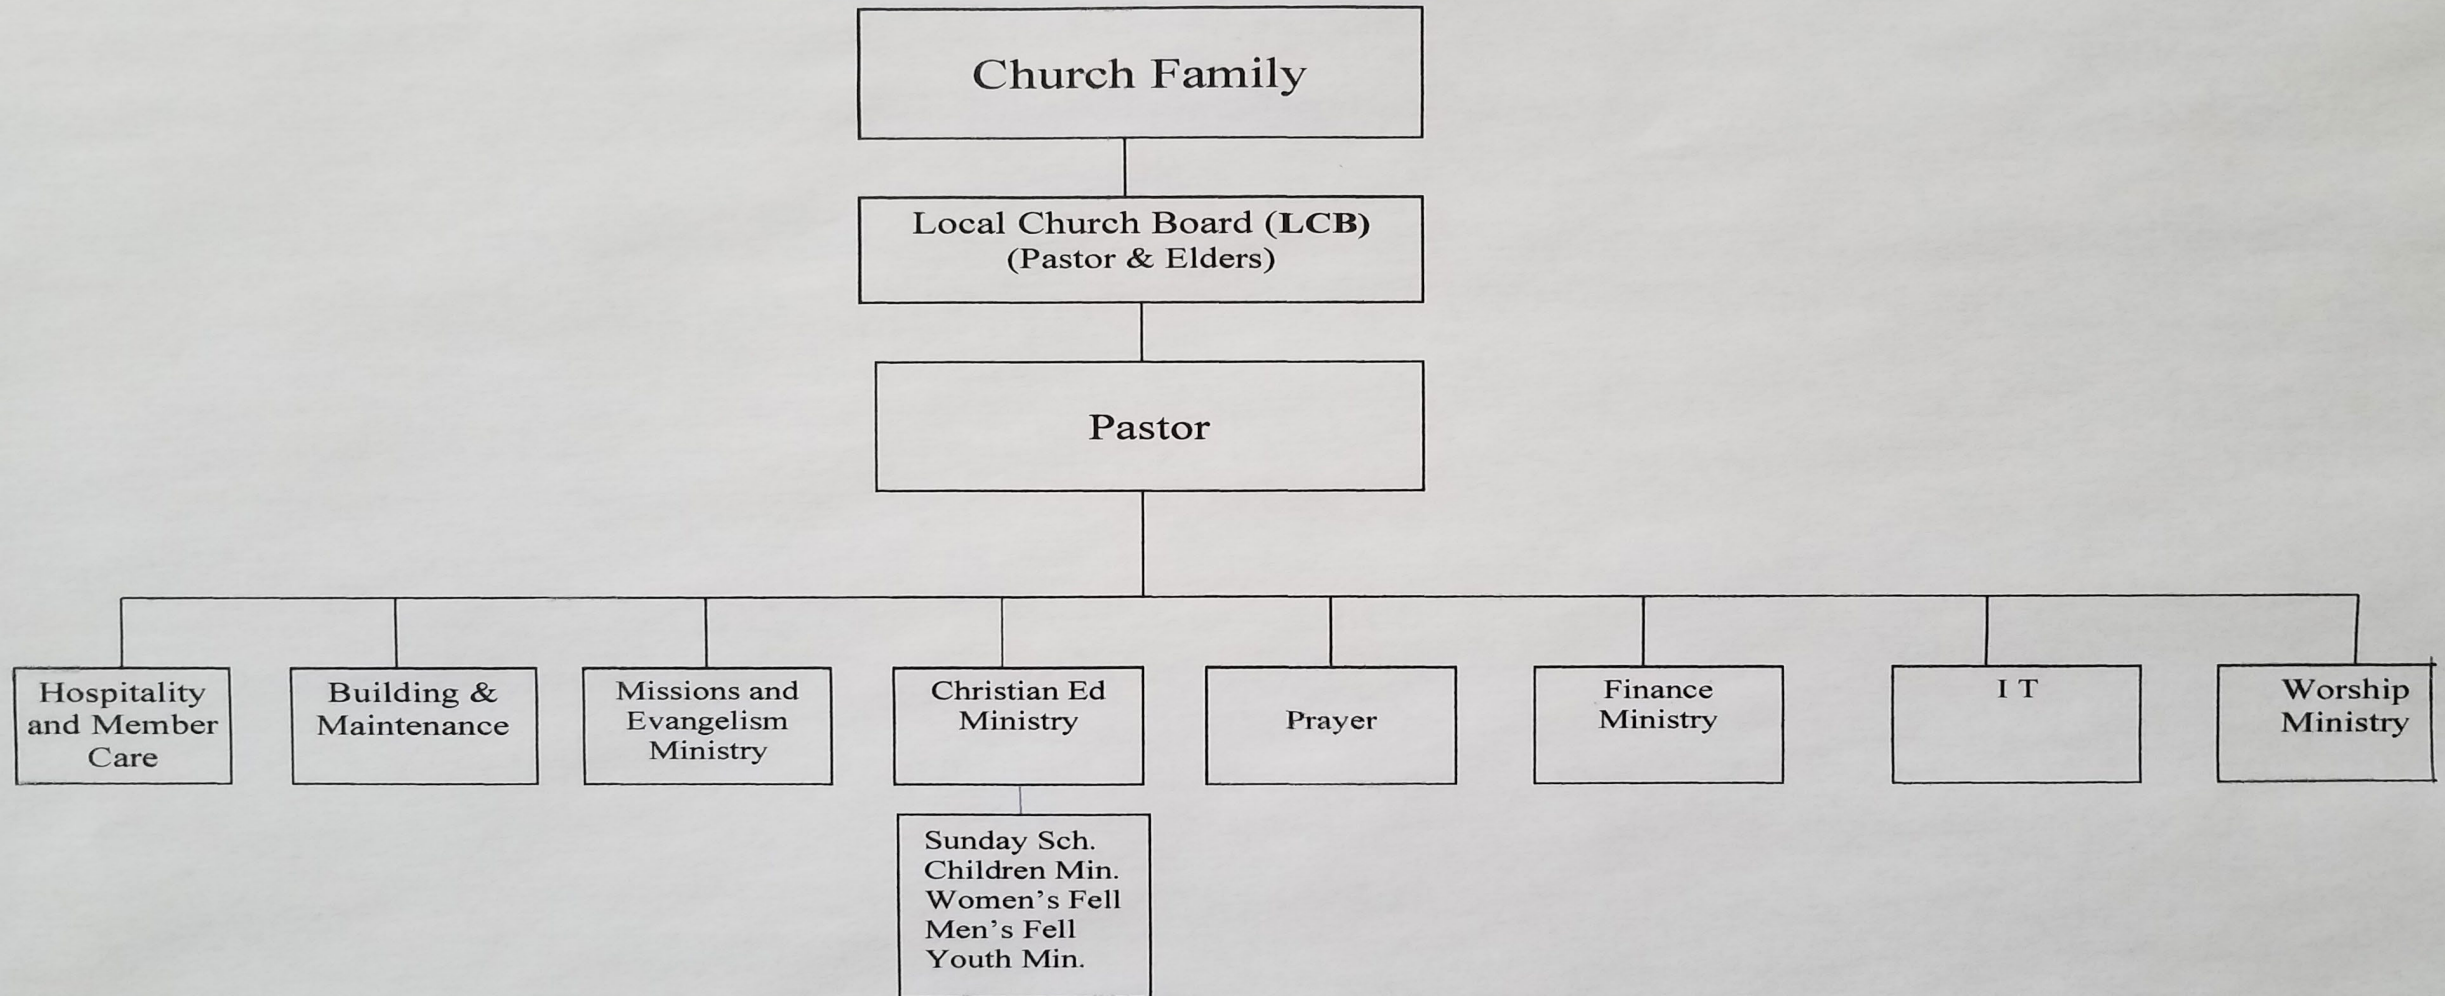 Church Family
Local Church Board (LCB)
(Pastor & Elders)
Pastor
Hospitality
and Member
Care
Building &
Maintenance
Missions and
Evangelism
Ministry
Christian Ed
Ministry
Prayer
Finance
Ministry
I T
Worship
Ministry
Sunday Sch.
Children Min.
Women's Fell
Men's Fell
Youth Min.